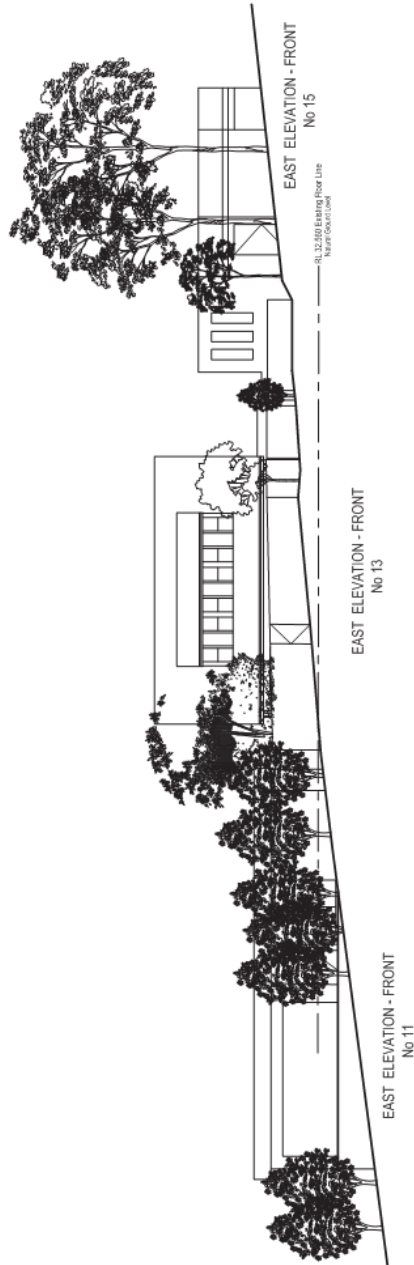 EAST ELEVATION - FRONT
No 11
EAST ELEVATION - FRONT
No 13
EAST ELEVATION - FRONT
No 15
RL 32.560 Existing Floor Line
Natural Ground Level